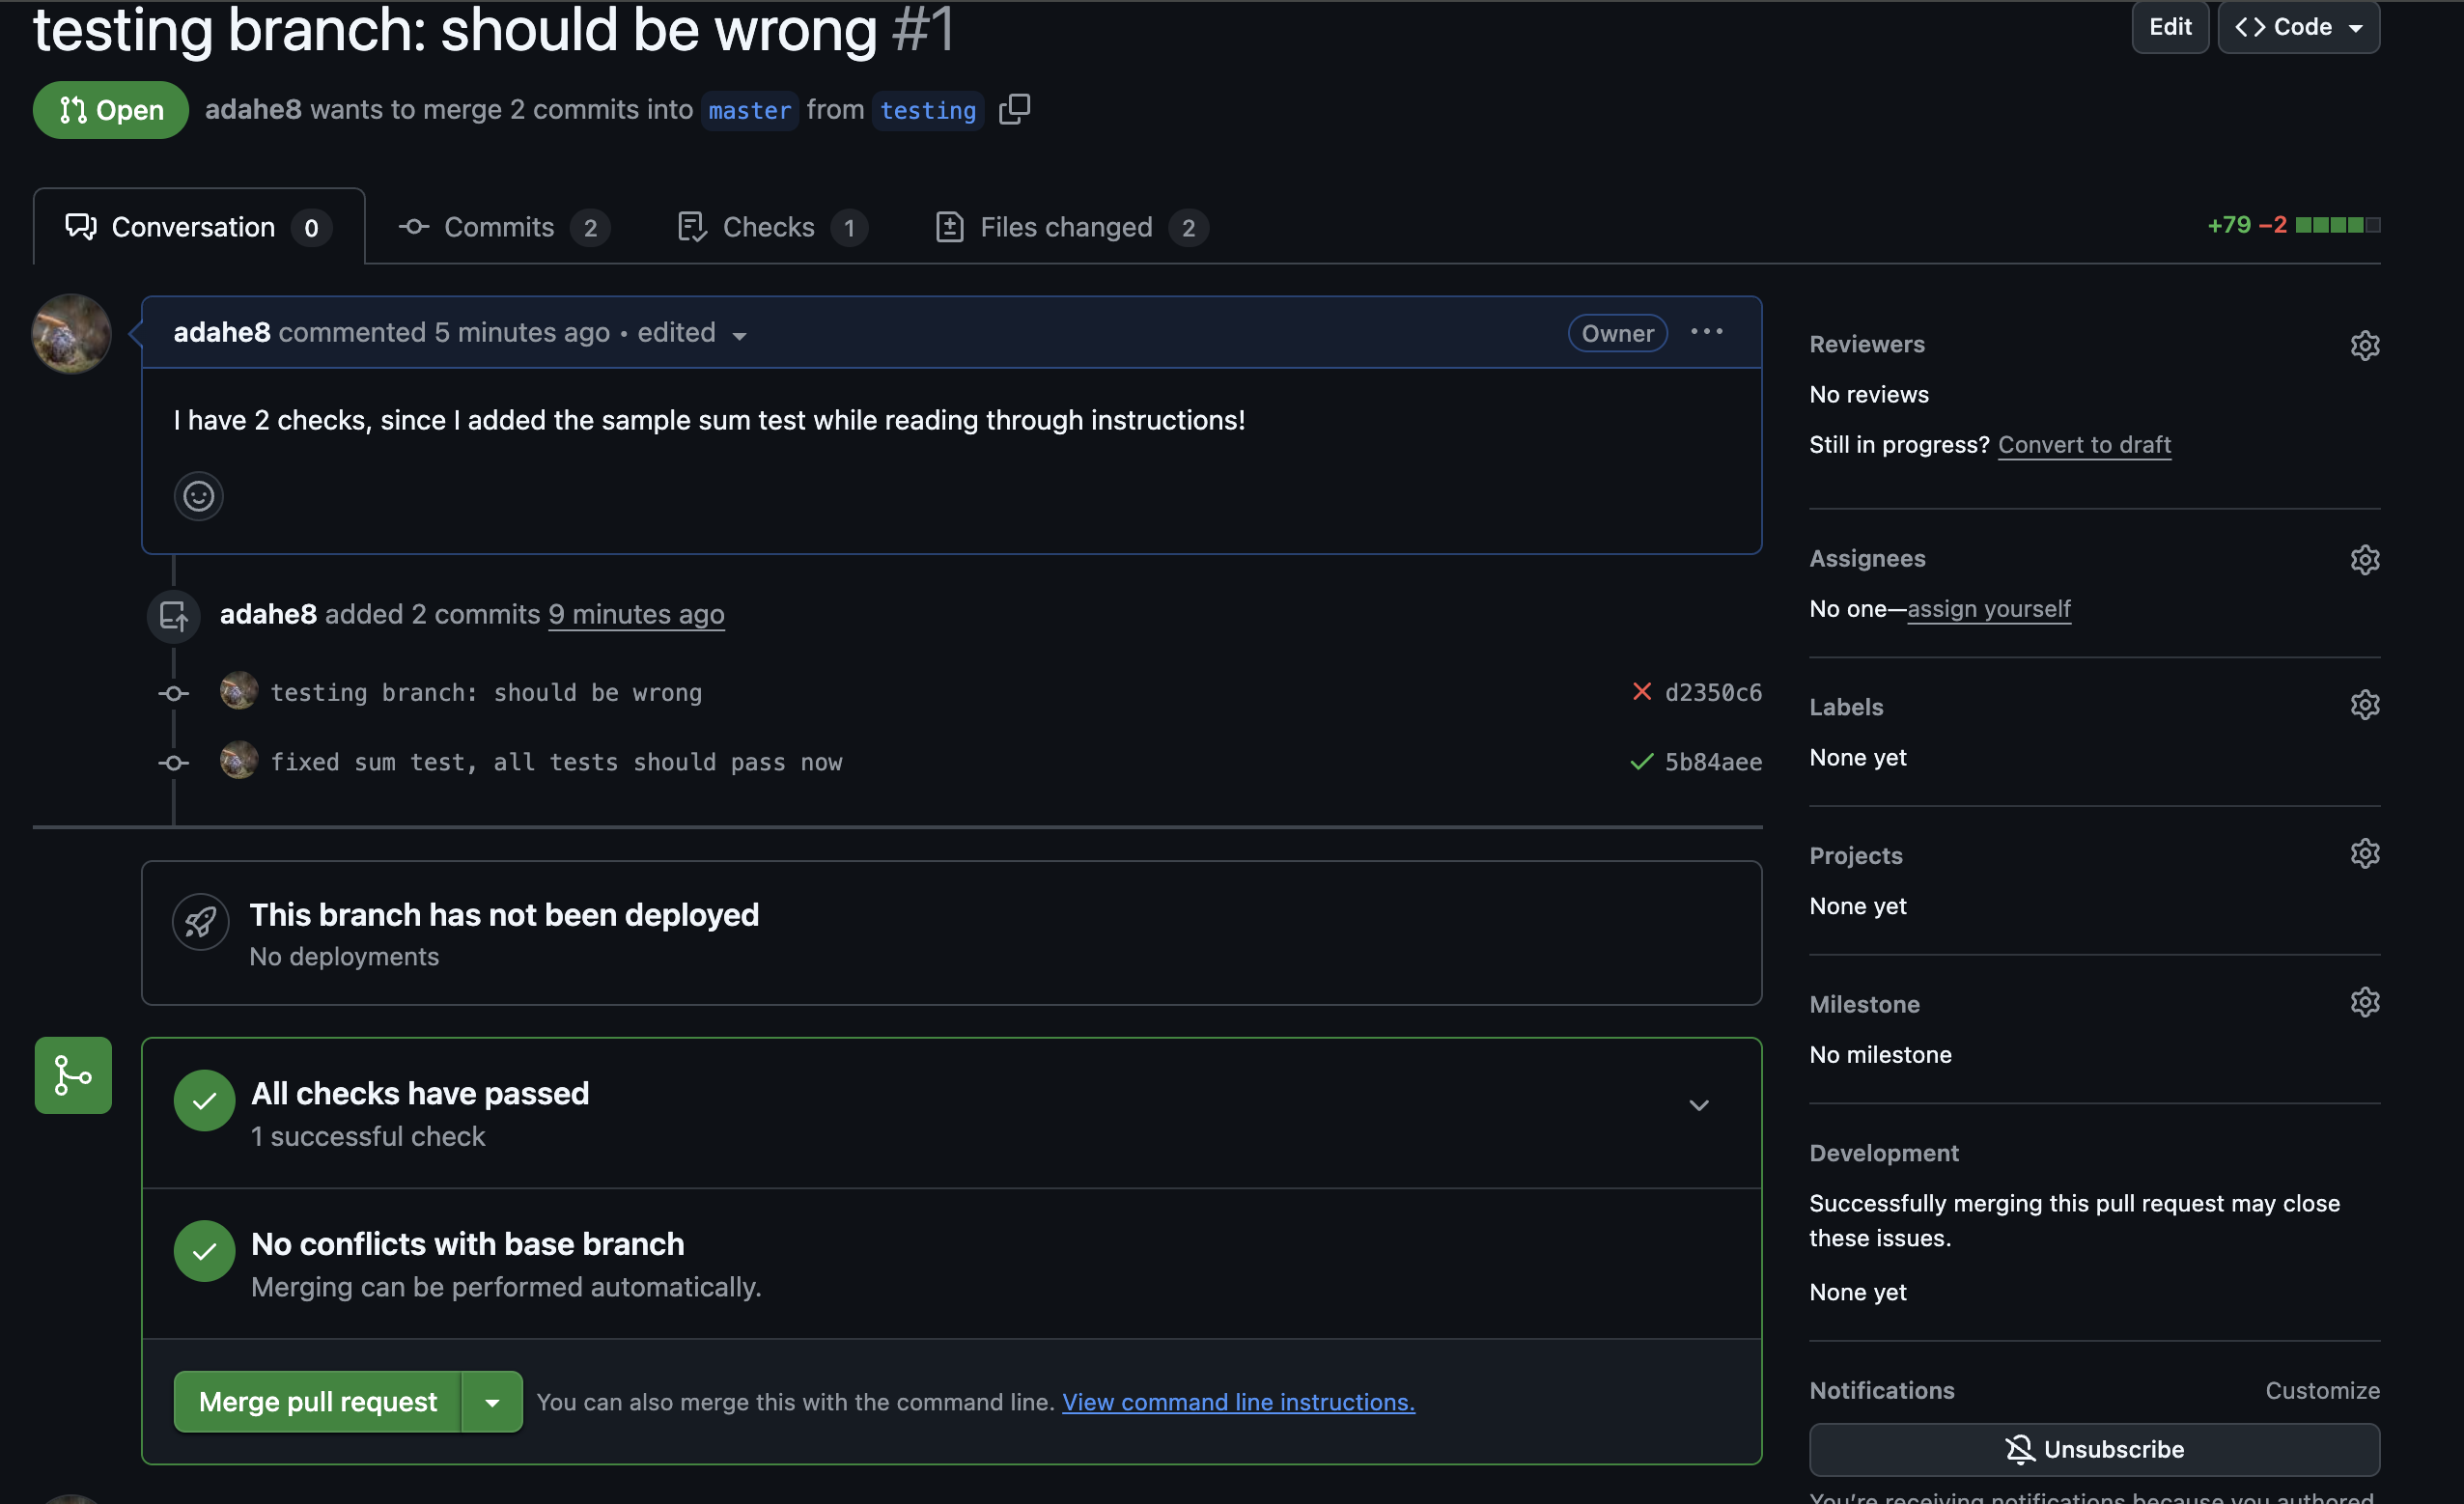 testing branch: should be wrong #1
Edit
Code
Open
adahe8 wants to merge 2 commits into master from testing
Conversation 0
Commits 2
Checks 1
Files changed 2
+79 −2
adahe8 commented 5 minutes ago • edited
Owner
I have 2 checks, since I added the sample sum test while reading through instructions!
adahe8 added 2 commits 9 minutes ago
testing branch: should be wrong
d2350c6
fixed sum test, all tests should pass now
5b84aee
This branch has not been deployed
No deployments
All checks have passed
1 successful check
No conflicts with base branch
Merging can be performed automatically.
Merge pull request
You can also merge this with the command line. View command line instructions.
Reviewers
No reviews
Still in progress? Convert to draft
Assignees
No one—assign yourself
Labels
None yet
Projects
None yet
Milestone
No milestone
Development
Successfully merging this pull request may close
these issues.
None yet
Notifications
Customize
Unsubscribe
You're receiving notifications because you authored